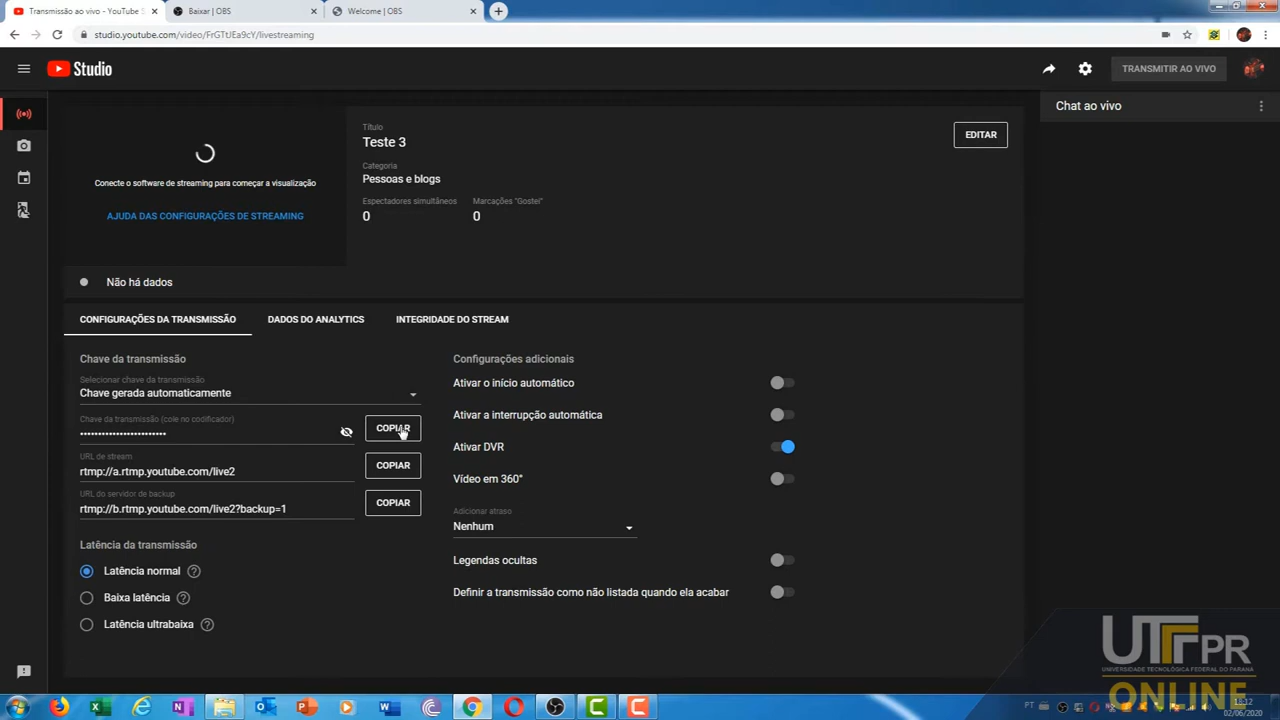 Transmissão ao vivo - YouTube S
Baixar | OBS
Welcome | OBS
studio.youtube.com/video/FrGTtJEa9cY/livestreaming
Studio
TRANSMITIR AO VIVO
Chat ao vivo
Título
Teste 3
EDITAR
Categoria
Pessoas e blogs
Conecte o software de streaming para começar a visualização
Espectadores simultâneos
Marcações "Gostei"
AJUDA DAS CONFIGURAÇÕES DE STREAMING
0
0
Não há dados
CONFIGURAÇÕES DA TRANSMISSÃO
DADOS DO ANALYTICS
INTEGRIDADE DO STREAM
Chave da transmissão
Configurações adicionais
Selecionar chave da transmissão
Chave gerada automaticamente
Ativar o início automático
Chave da transmissão (cole no codificador)
••••••••••••••••••••••••
COPIAR
Ativar a interrupção automática
URL de stream
rtmp://a.rtmp.youtube.com/live2
COPIAR
Ativar DVR
URL do servidor de backup
rtmp://b.rtmp.youtube.com/live2?backup=1
COPIAR
Vídeo em 360°
Adicionar atraso
Nenhum
Latência da transmissão
Latência normal
Legendas ocultas
Baixa latência
Definir a transmissão como não listada quando ela acabar
Latência ultrabaixa
UTFPR
UNIVERSIDADE TECNOLÓGICA FEDERAL DO PARANÁ
ONLINE
PT
02/06/2020